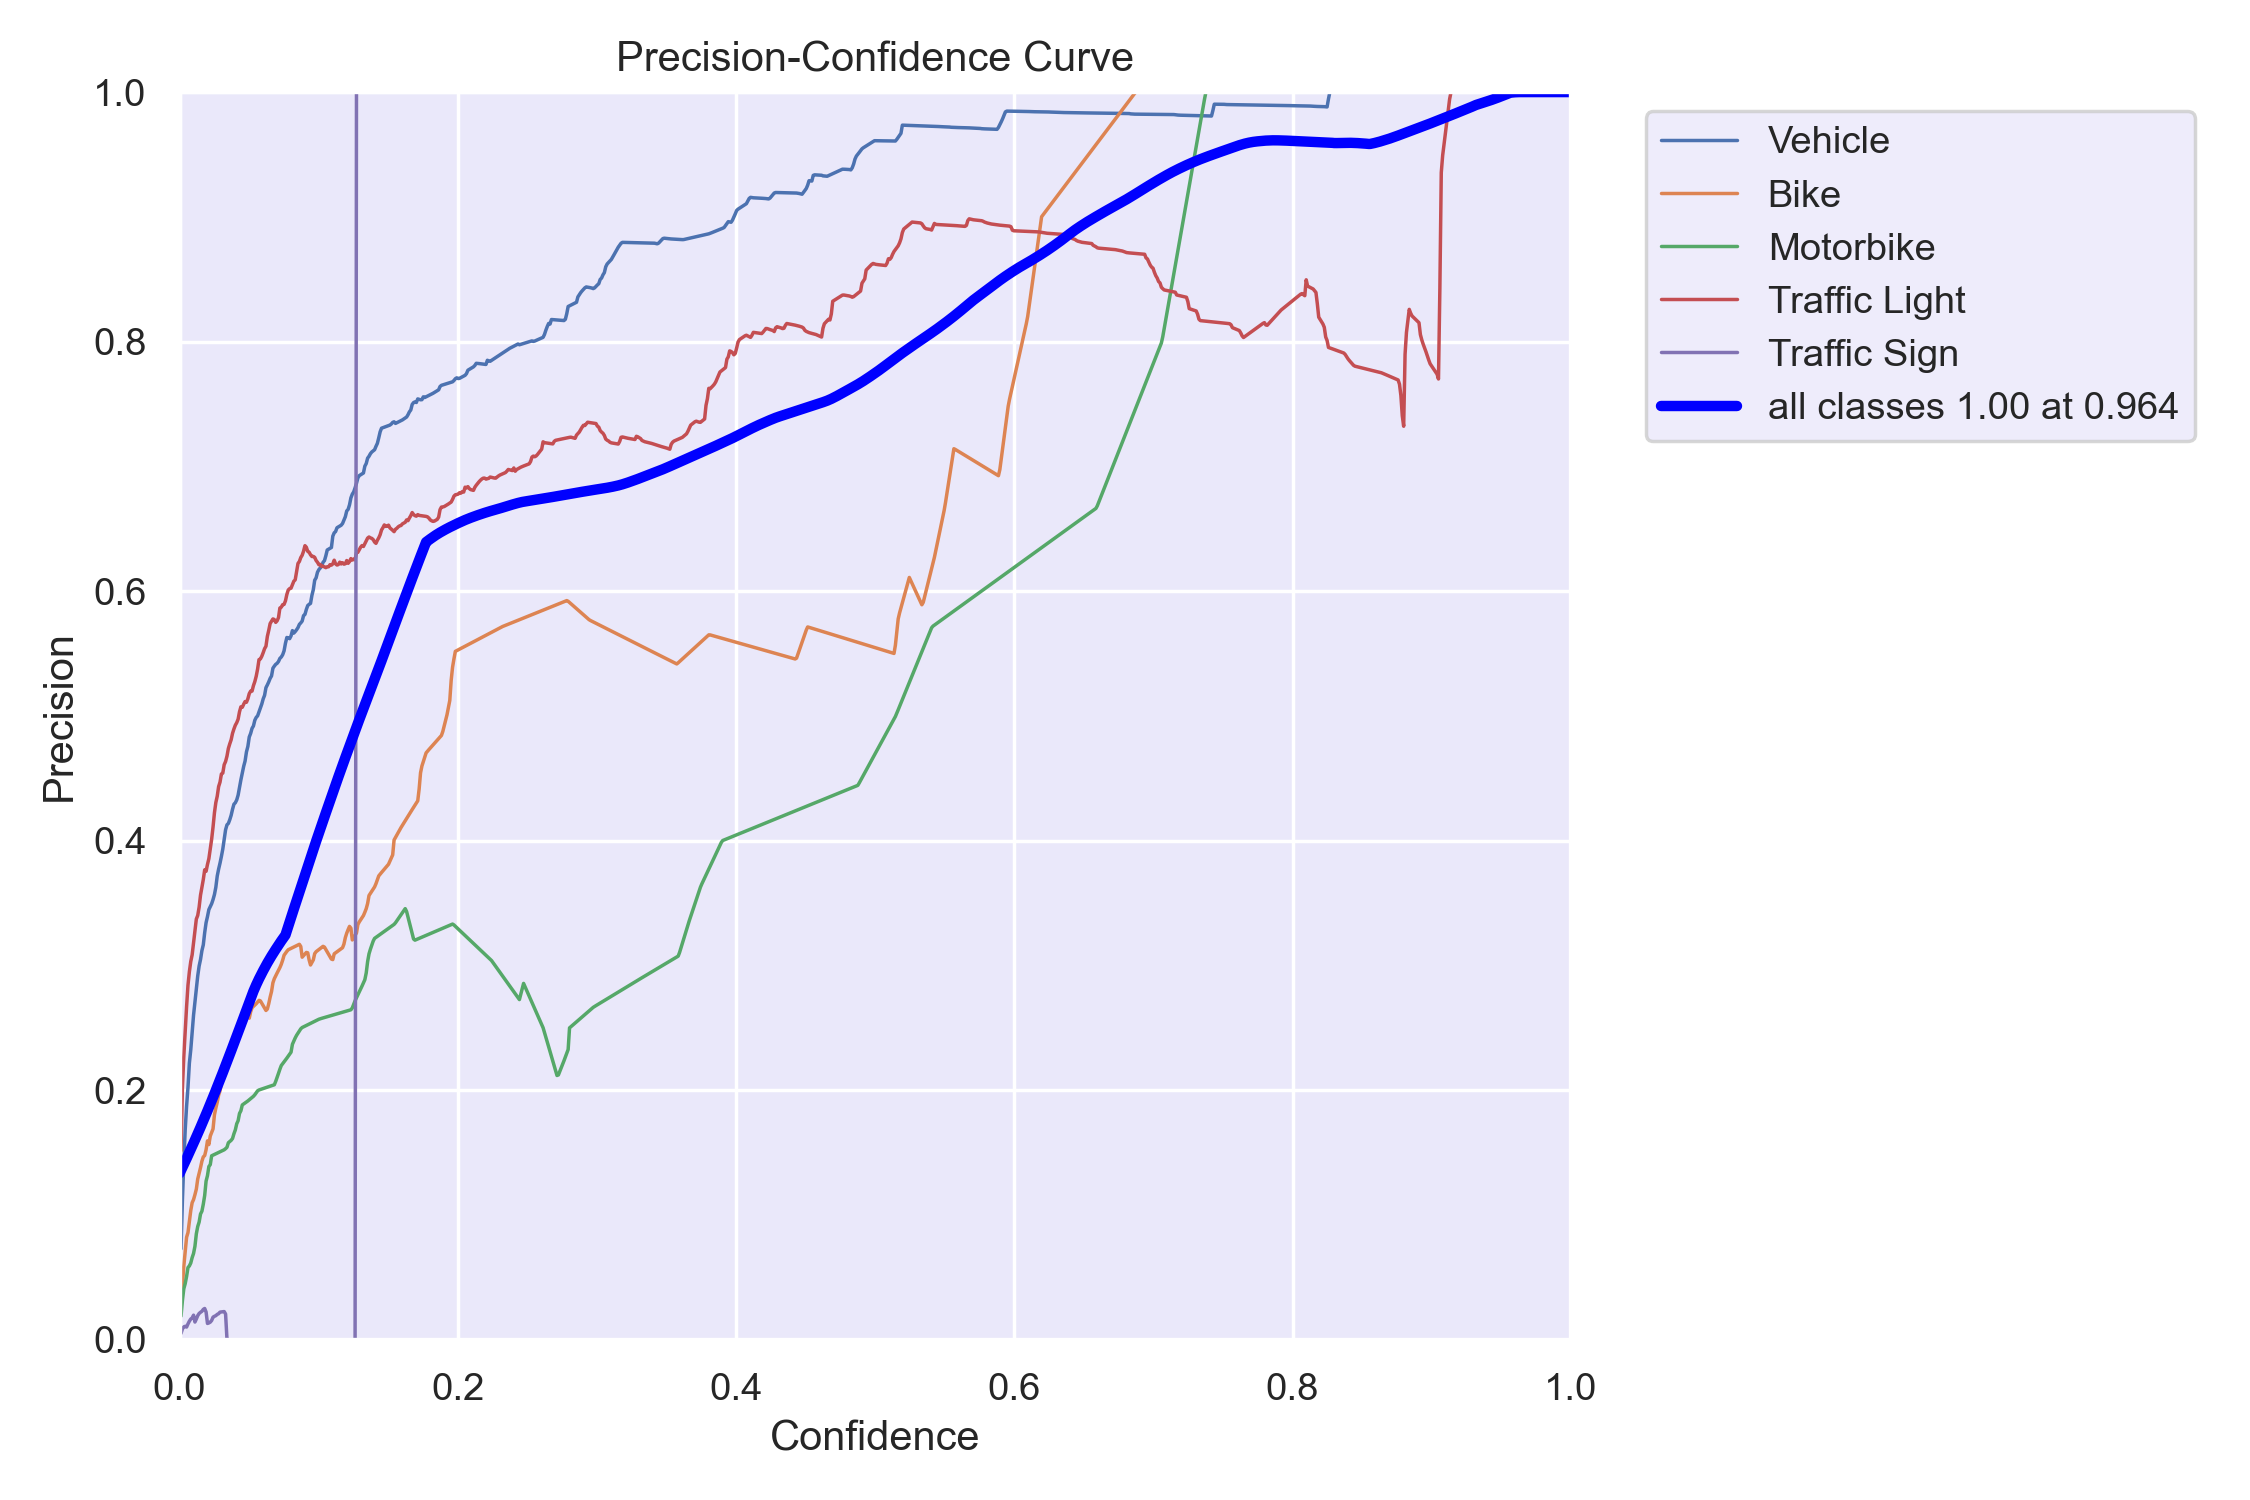 Precision-Confidence Curve
1.0
0.8
0.6
0.4
0.2
0.0
Precision
0.0 0.2 0.4 0.6 0.8 1.0
Confidence
Vehicle
Bike
Motorbike
Traffic Light
Traffic Sign
all classes 1.00 at 0.964